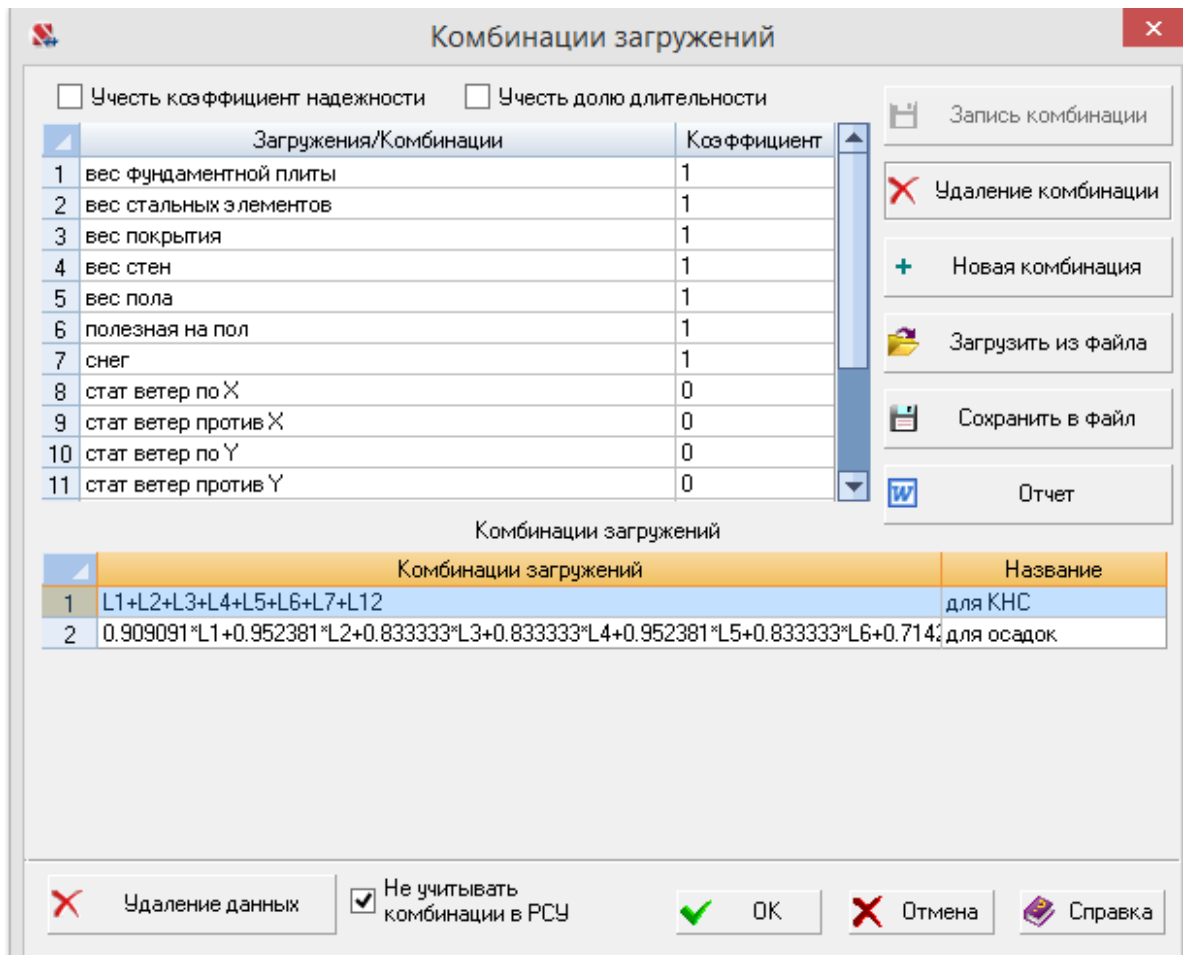 Комбинации загружений
Учесть коэффициент надежности
Учесть долю длительности
Загружения/Комбинации Коэффициент
1 вес фундаментной плиты 1
2 вес стальных элементов 1
3 вес покрытия 1
4 вес стен 1
5 вес пола 1
6 полезная на пол 1
7 снег 1
8 стат ветер по X 0
9 стат ветер против X 0
10 стат ветер по Y 0
11 стат ветер против Y 0
Запись комбинации
Удаление комбинации
Новая комбинация
Загрузить из файла
Сохранить в файл
W Отчет
Комбинации загружений
Комбинации загружений Название
1 L1+L2+L3+L4+L5+L6+L7+L12 для КНС
2 0.909091*L1+0.952381*L2+0.833333*L3+0.833333*L4+0.952381*L5+0.833333*L6+0.714 для осадок
Удаление данных
Не учитывать
комбинации в РСУ
OK
Отмена
Справка